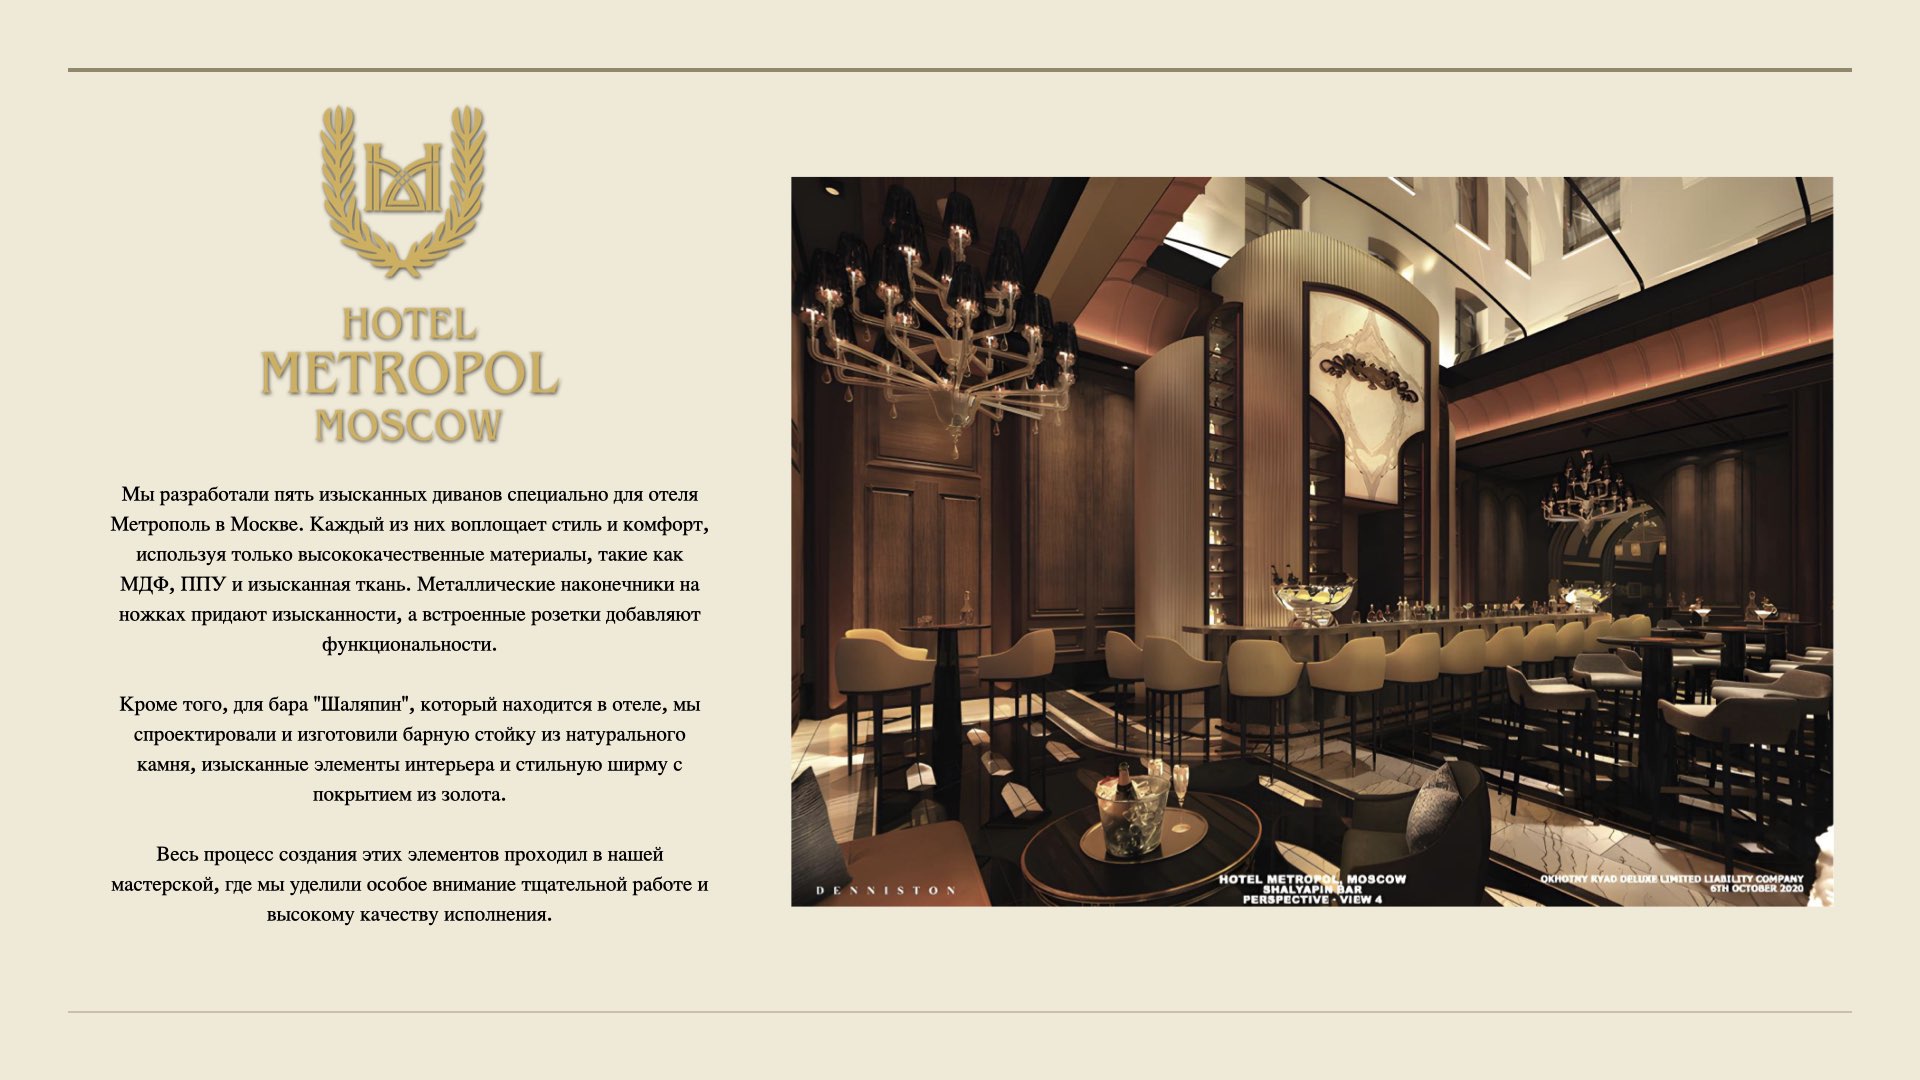 HOTEL
METROPOL
MOSCOW
Мы разработали пять изысканных диванов специально для отеля
Метрополь в Москве. Каждый из них воплощает стиль и комфорт,
используя только высококачественные материалы, такие как
МДФ, ППУ и изысканная ткань. Металлические наконечники на
ножках придают изысканности, а встроенные розетки добавляют
функциональности.
Кроме того, для бара "Шаляпин", который находится в отеле, мы
спроектировали и изготовили барную стойку из натурального
камня, изысканные элементы интерьера и стильную ширму с
покрытием из золота.
Весь процесс создания этих элементов проходил в нашей
мастерской, где мы уделили особое внимание тщательной работе и
высокому качеству исполнения.
DENNISTON
HOTEL METROPOL, MOSCOW
SHALYAPIN BAR
PERSPECTIVE - VIEW 4
OKHOTNY RYAD DELUXE LIMITED LIABILITY COMPANY
6TH OCTOBER 2020